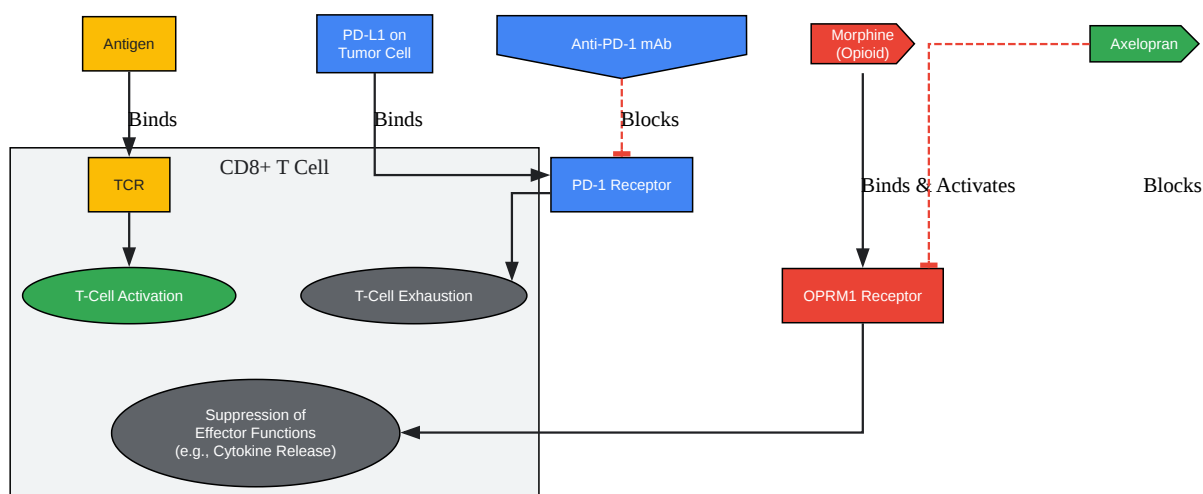 Antigen
PD-L1 on
Tumor Cell
Anti-PD-1 mAb
Morphine
(Opioid)
Axelopran
Binds
Binds
Blocks
CD8+ T Cell
TCR
PD-1 Receptor
Binds & Activates
Blocks
T-Cell Activation
T-Cell Exhaustion
OPRM1 Receptor
Suppression of
Effector Functions
(e.g., Cytokine Release)